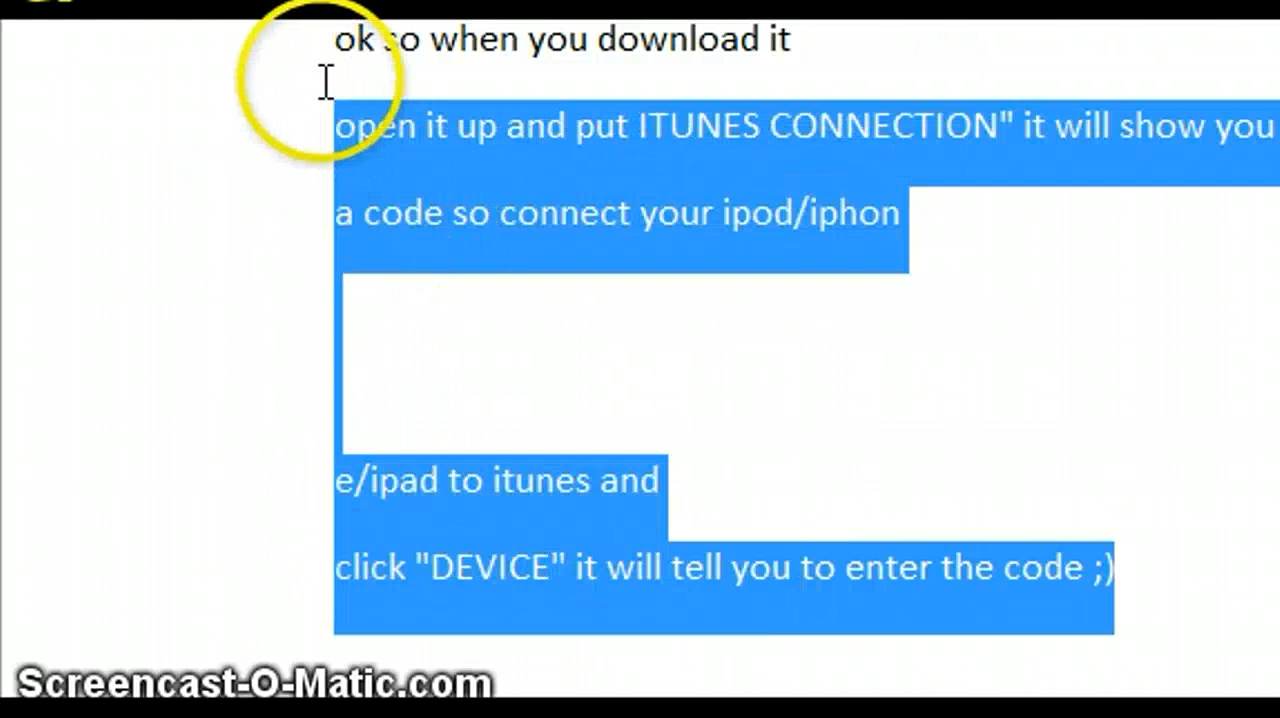 ok so when you download it
open it up and put ITUNES CONNECTION" it will show you
a code so connect your ipod/iphon
e/ipad to itunes and
click "DEVICE" it will tell you to enter the code ;)
Screencast-O-Matic.com